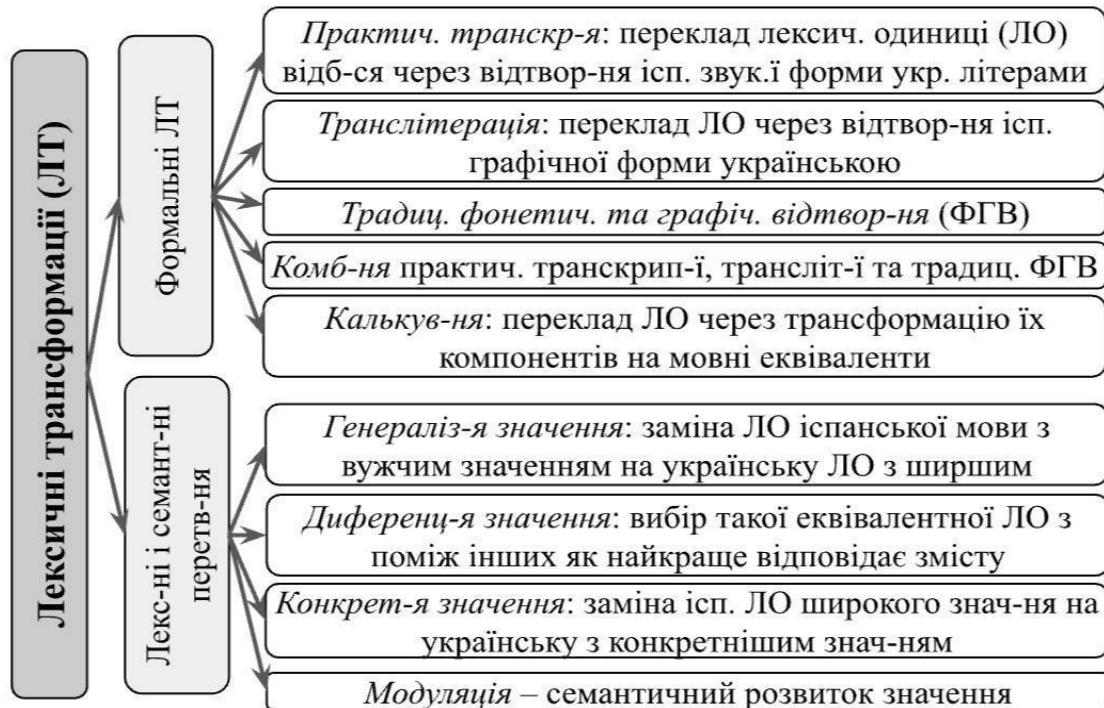 Лексичні трансформації (ЛТ)
Формальні ЛТ
Практич. транскр-я: переклад лексич. одиниці (ЛО)
відб-ся через відтвор-ня ісп. звук.ї форми укр. літерами
Транслітерація: переклад ЛО через відтвор-ня ісп.
графічної форми українською
Традиц. фонетич. та графіч. відтвор-ня (ФГВ)
Комб-ня практич. транскрип-ї, трансліт-ї та традиц. ФГВ
Калькув-ня: переклад ЛО через трансформацію їх
компонентів на мовні еквіваленти
Лекс-ні і семант-ні
перетв-ня
Генераліз-я значення: заміна ЛО іспанської мови з
вужчим значенням на українську ЛО з ширшим
Диференц-я значення: вибір такої еквівалентної ЛО з
поміж інших як найкраще відповідає змісту
Конкрет-я значення: заміна ісп. ЛО широкого знач-ня на
українську з конкретнішим знач-ням
Модуляція – семантичний розвиток значення